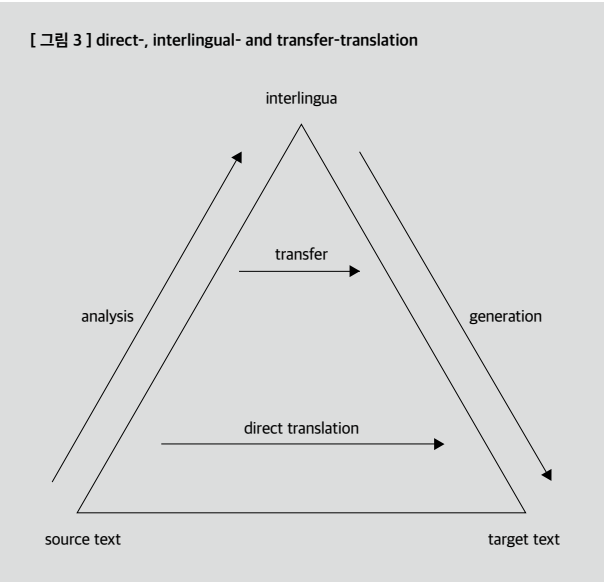 [ 그림 3 ] direct-, interlingual- and transfer-translation
interlingua
transfer
analysis
generation
direct translation
source text
target text